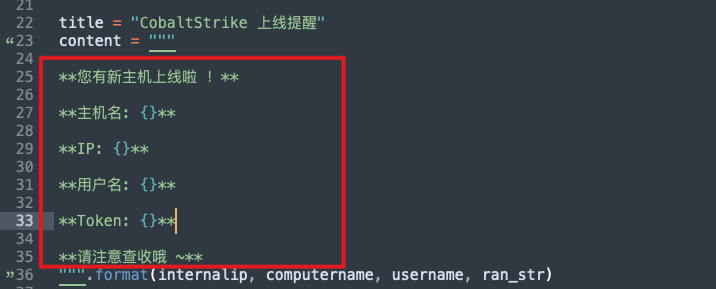 21
22 title = "CobaltStrike 上线提醒"
23 content = """
24
25 **您有新主机上线啦 ！**
26
27 **主机名: {}**
28
29 **IP: {}**
30
31 **用户名: {}**
32
33 **Token: {}**
34
35 **请注意查收哦 ~**
36 """.format(internalip, computername, username, ran_str)
37